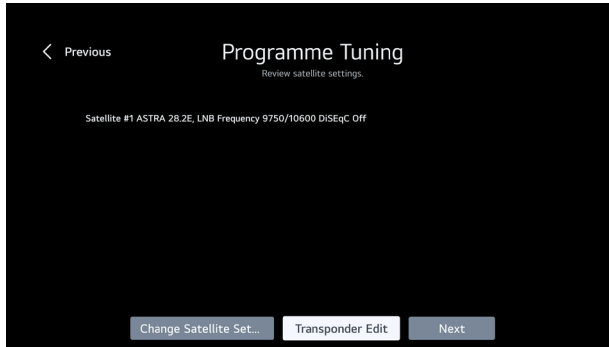 Previous
Programme Tuning
Review satellite settings.
Satellite #1 ASTRA 28.2E, LNB Frequency 9750/10600 DiSEqC Off
Change Satellite Set...
Transponder Edit
Next